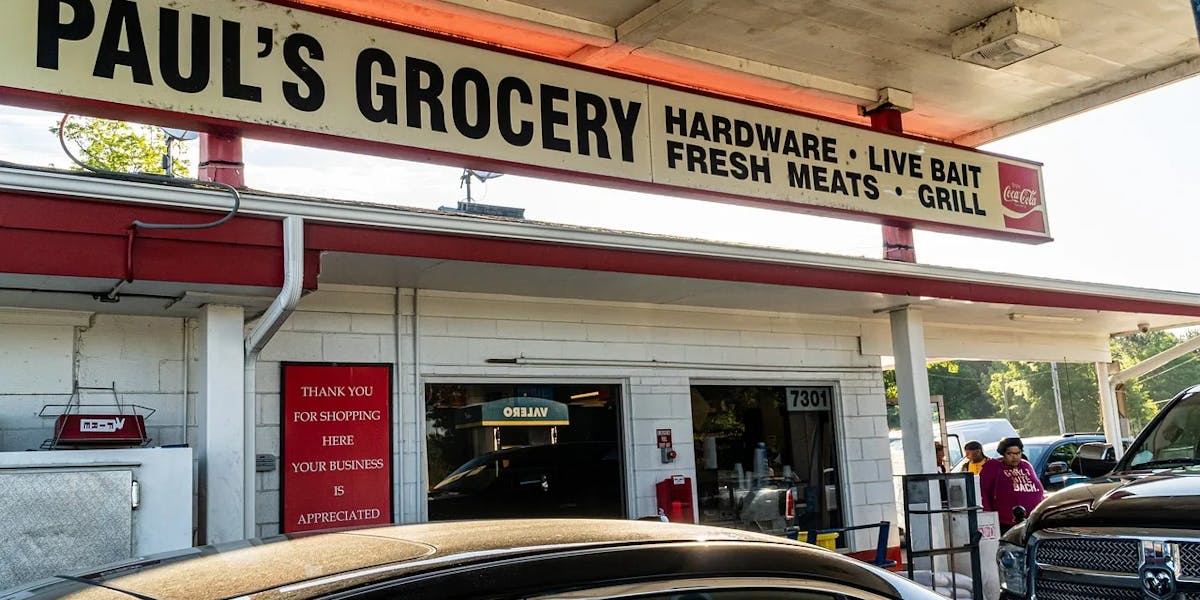 PAUL'S GROCERY
HARDWARE • LIVE BAIT
FRESH MEATS • GRILL
Enjoy
Coca-Cola
THANK YOU
FOR SHOPPING
HERE
YOUR BUSINESS
IS
APPRECIATED
VALERO
7301